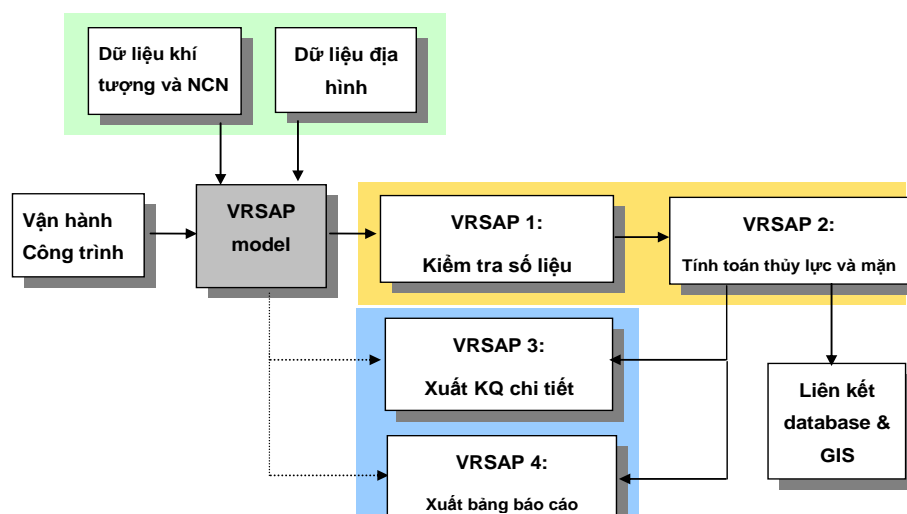 Dữ liệu khí
tượng và NCN
Dữ liệu địa
hình
Vận hành
Công trình
VRSAP
model
VRSAP 1:
Kiểm tra số liệu
VRSAP 2:
Tính toán thủy lực và mặn
VRSAP 3:
Xuất KQ chi tiết
Liên kết
database &
GIS
VRSAP 4:
Xuất bảng báo cáo